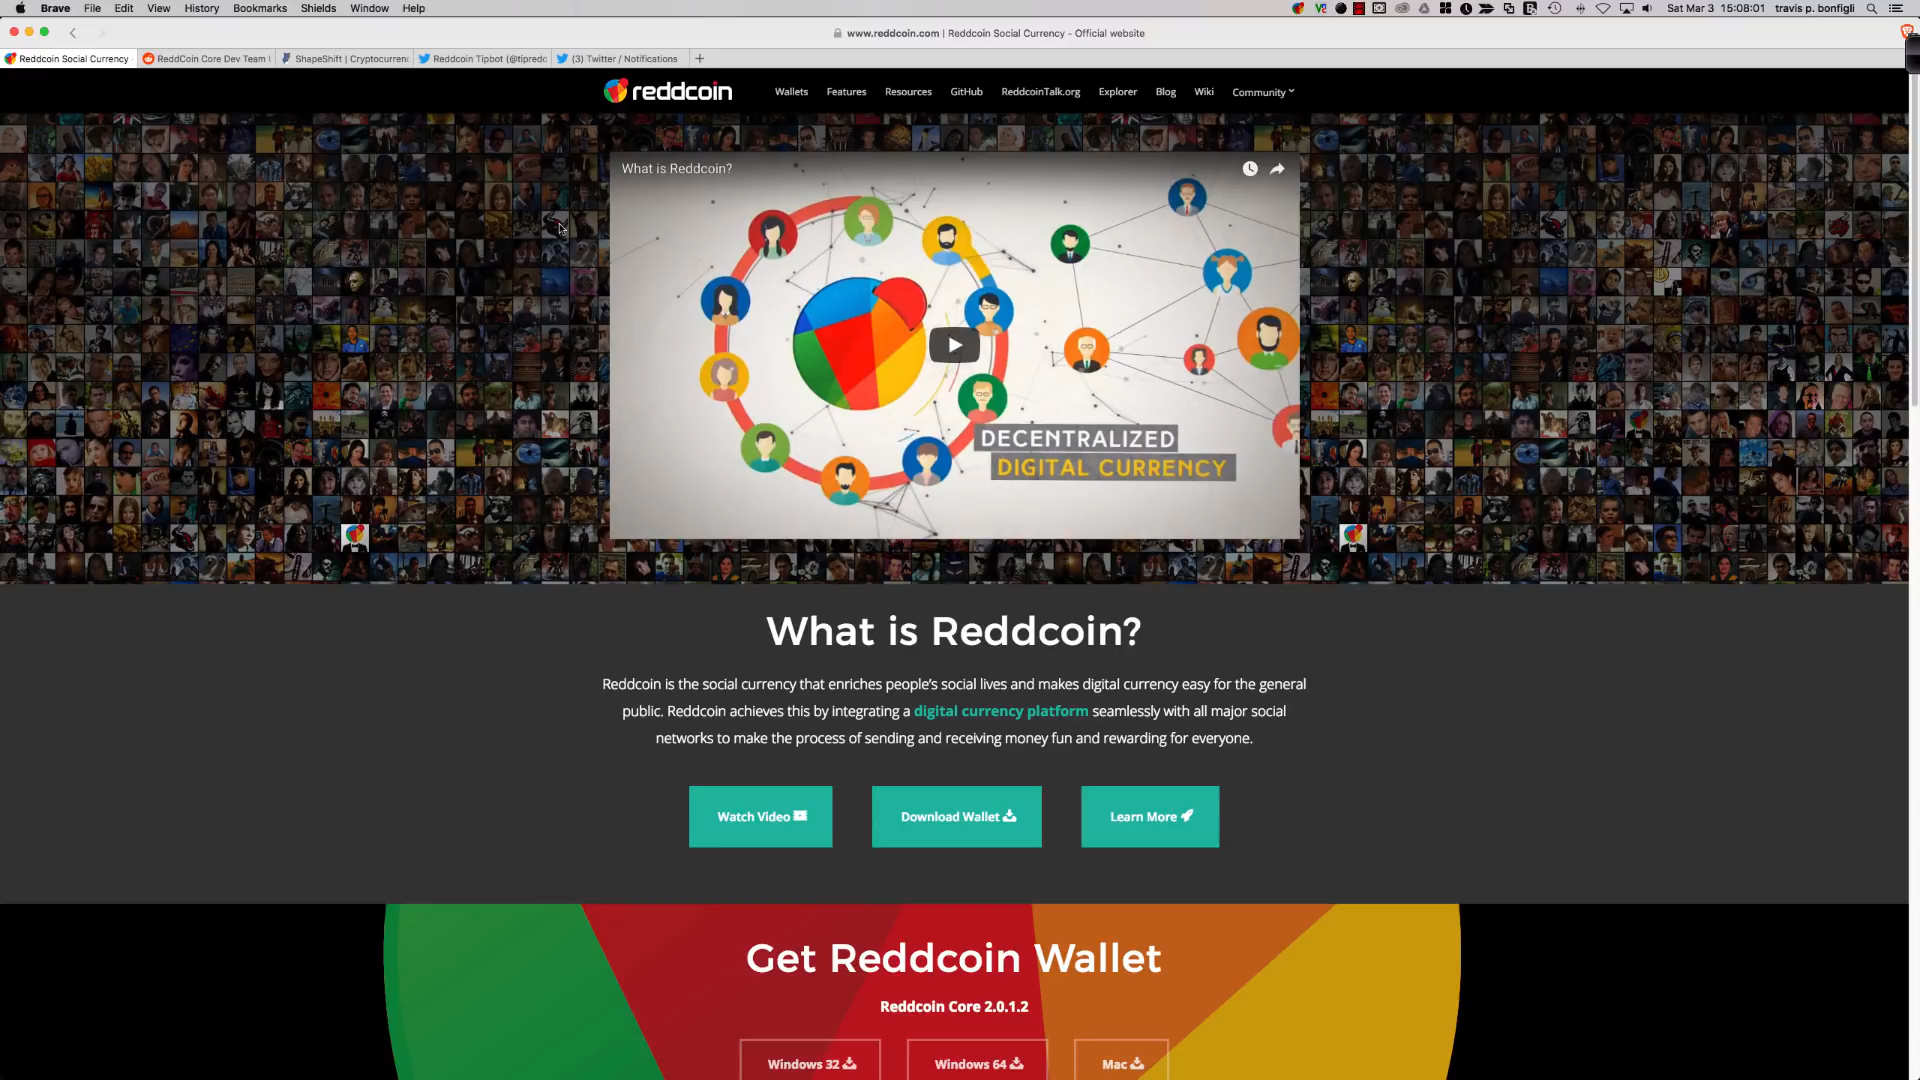 Brave File Edit View History Bookmarks Shields Window Help
Sat Mar 3 15:08:01 travis p. bonfigli
www.reddcoin.com | Reddcoin Social Currency - Official website
Reddcoin Social Currency
ReddCoin Core Dev Team
ShapeShift | Cryptocurren
Reddcoin Tipbot (@tipredd
(3) Twitter / Notifications
reddcoin
Wallets Features Resources GitHub ReddcoinTalk.org Explorer Blog Wiki Community
What is Reddcoin?
DECENTRALIZED
DIGITAL CURRENCY
What is Reddcoin?
Reddcoin is the social currency that enriches people's social lives and makes digital currency easy for the general
public. Reddcoin achieves this by integrating a digital currency platform seamlessly with all major social
networks to make the process of sending and receiving money fun and rewarding for everyone.
Watch Video
Download Wallet
Learn More
Get Reddcoin Wallet
Reddcoin Core 2.0.1.2
Windows 32
Windows 64
Mac